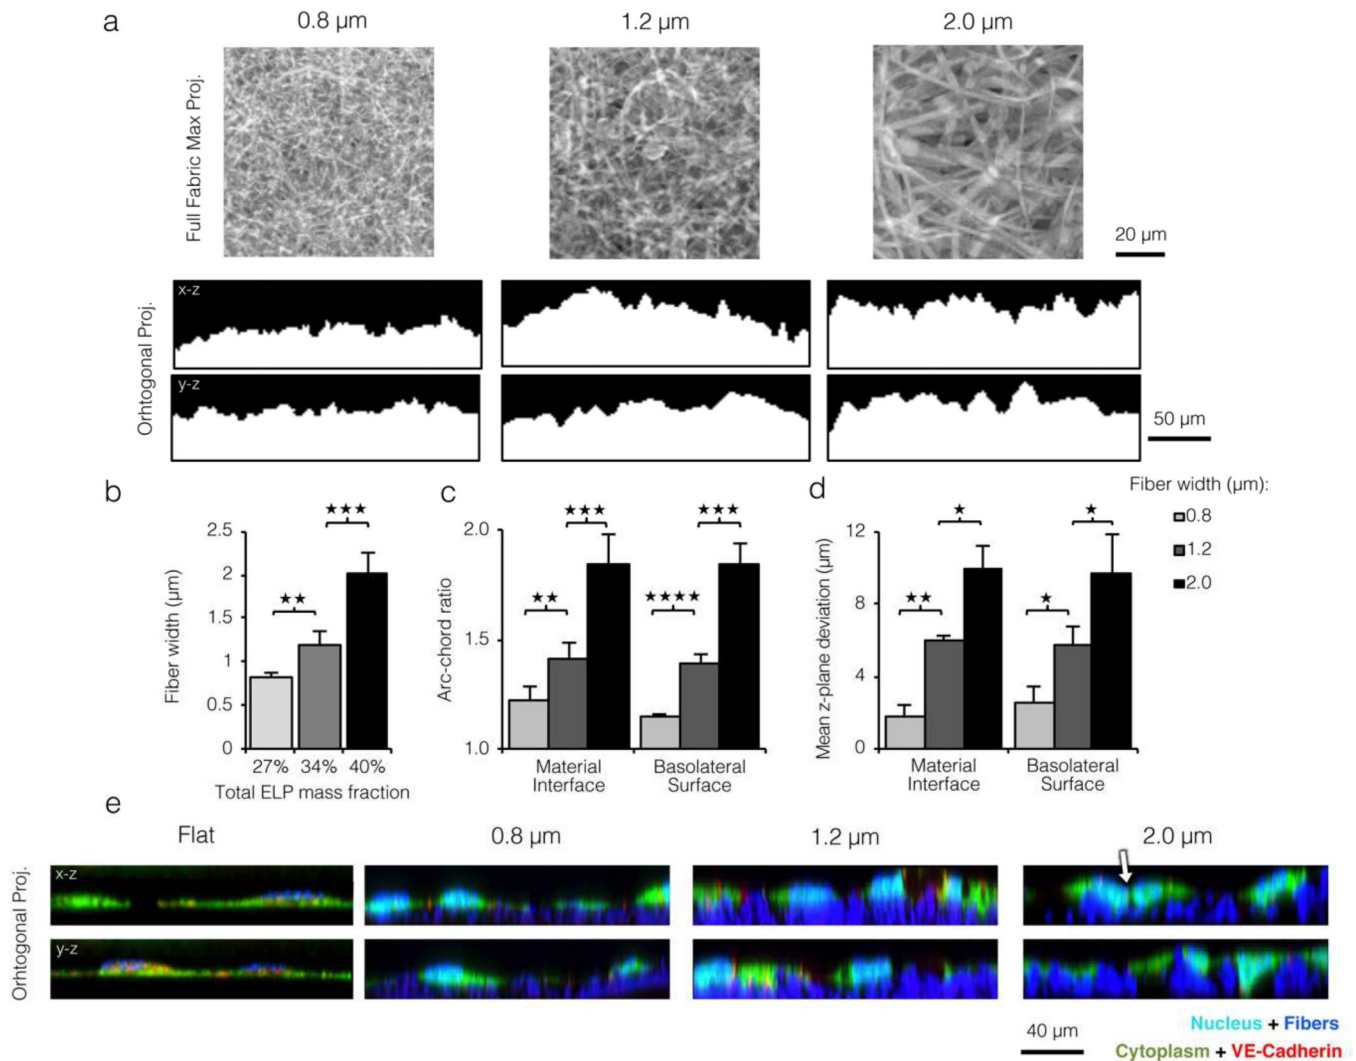 a
0.8 µm
1.2 µm
2.0 µm
Full Fabric Max Proj.
20 µm
Orhtogonal Proj.
x-z
y-z
50 µm
b
Fiber width (µm)
2.5
2
1.5
1
0.5
0
★★
★★★
27% 34% 40%
Total ELP mass fraction
c
Arc-chord ratio
2.0
1.5
1.0
★★
★★★
★★★★
★★★
Material
Interface
Basolateral
Surface
d
Mean z-plane deviation (µm)
12
8
4
0
★★
★
★
★
Material
Interface
Basolateral
Surface
Fiber width (µm):
0.8
1.2
2.0
e
Flat
0.8 µm
1.2 µm
2.0 µm
Orhtogonal Proj.
x-z
y-z
40 µm
Nucleus + Fibers
Cytoplasm + VE-Cadherin